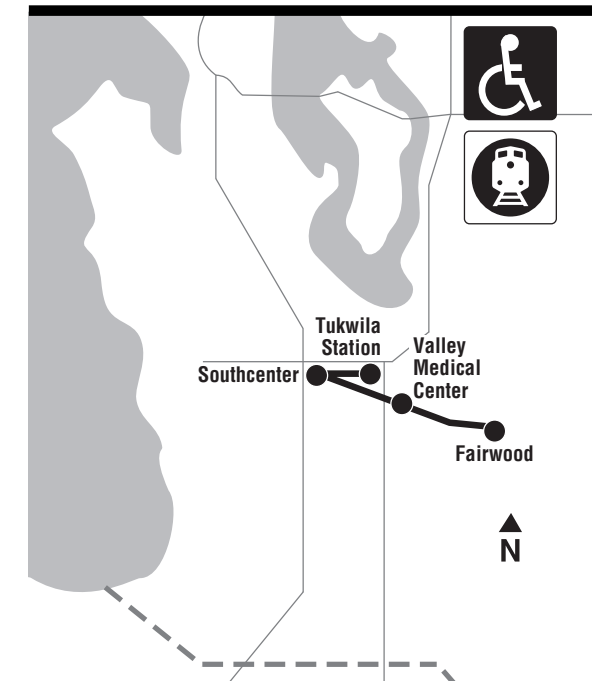 Tukwila
Station
Valley
Medical
Center
Southcenter
Fairwood
N